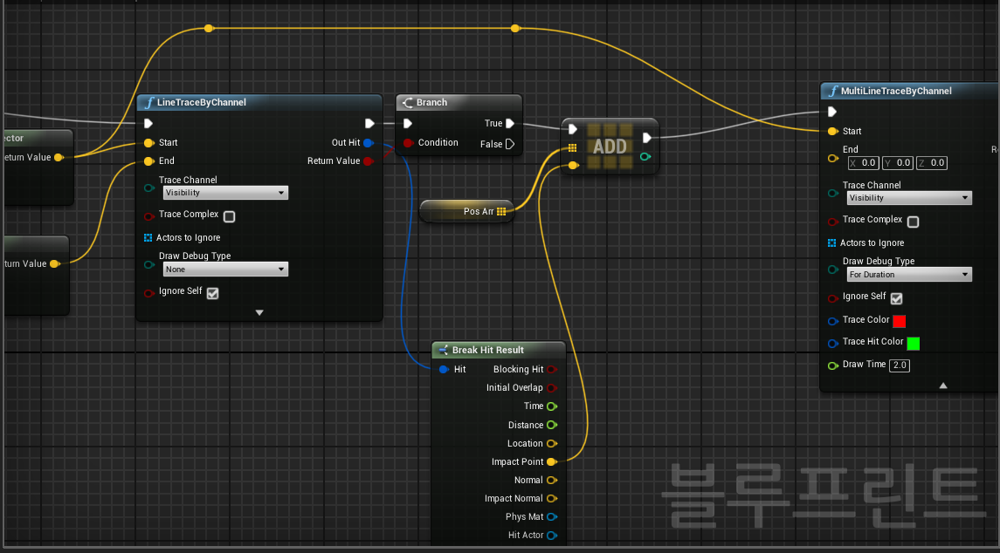 LineTraceByChannel
Start
End
Trace Channel
Visibility
Trace Complex
Actors to Ignore
Draw Debug Type
None
Ignore Self
Out Hit
Return Value
ector
eturn Value
turn Value
Branch
Condition
True
False
ADD
Pos Arr
Break Hit Result
Hit
Blocking Hit
Initial Overlap
Time
Distance
Location
Impact Point
Normal
Impact Normal
Phys Mat
Hit Actor
MultiLineTraceByChannel
Start
End
X 0.0 Y 0.0 Z 0.0
Trace Channel
Visibility
Trace Complex
Actors to Ignore
Draw Debug Type
For Duration
Ignore Self
Trace Color
Trace Hit Color
Draw Time 2.0
블루프린트